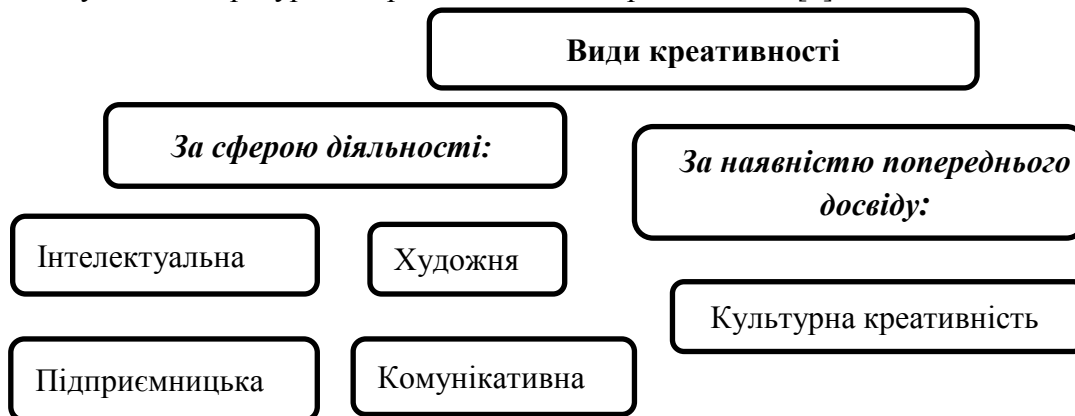 Види креативності
За сферою діяльності:
За наявністю попереднього
досвіду:
Інтелектуальна
Художня
Культурна креативність
Підприємницька
Комунікативна